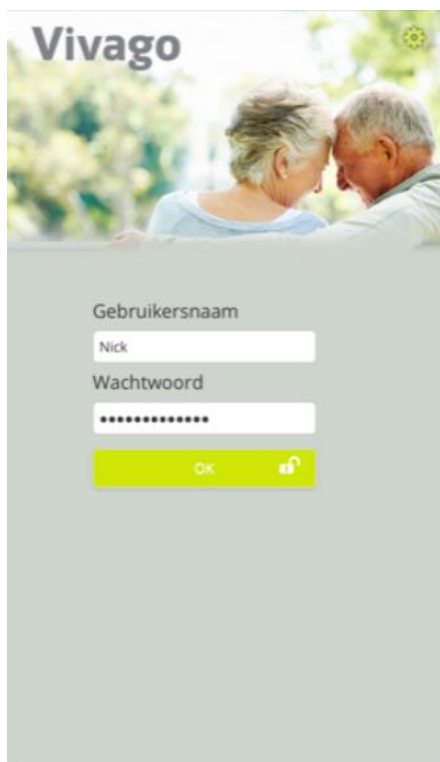 Vivago
Gebruikersnaam
Nick
Wachtwoord
•••••••••••••
OK